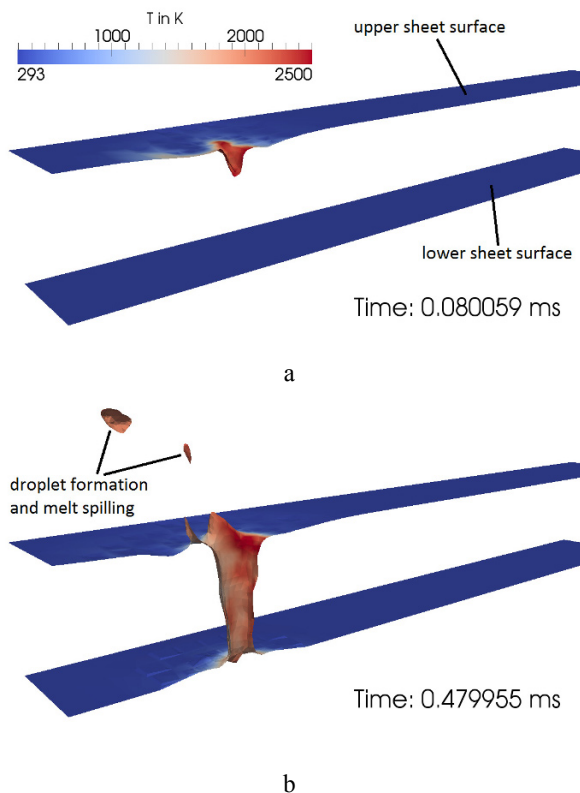 T in K
1000 2000
293 2500
upper sheet surface
lower sheet surface
Time: 0.080059 ms
a
droplet formation
and melt spilling
Time: 0.479955 ms
b